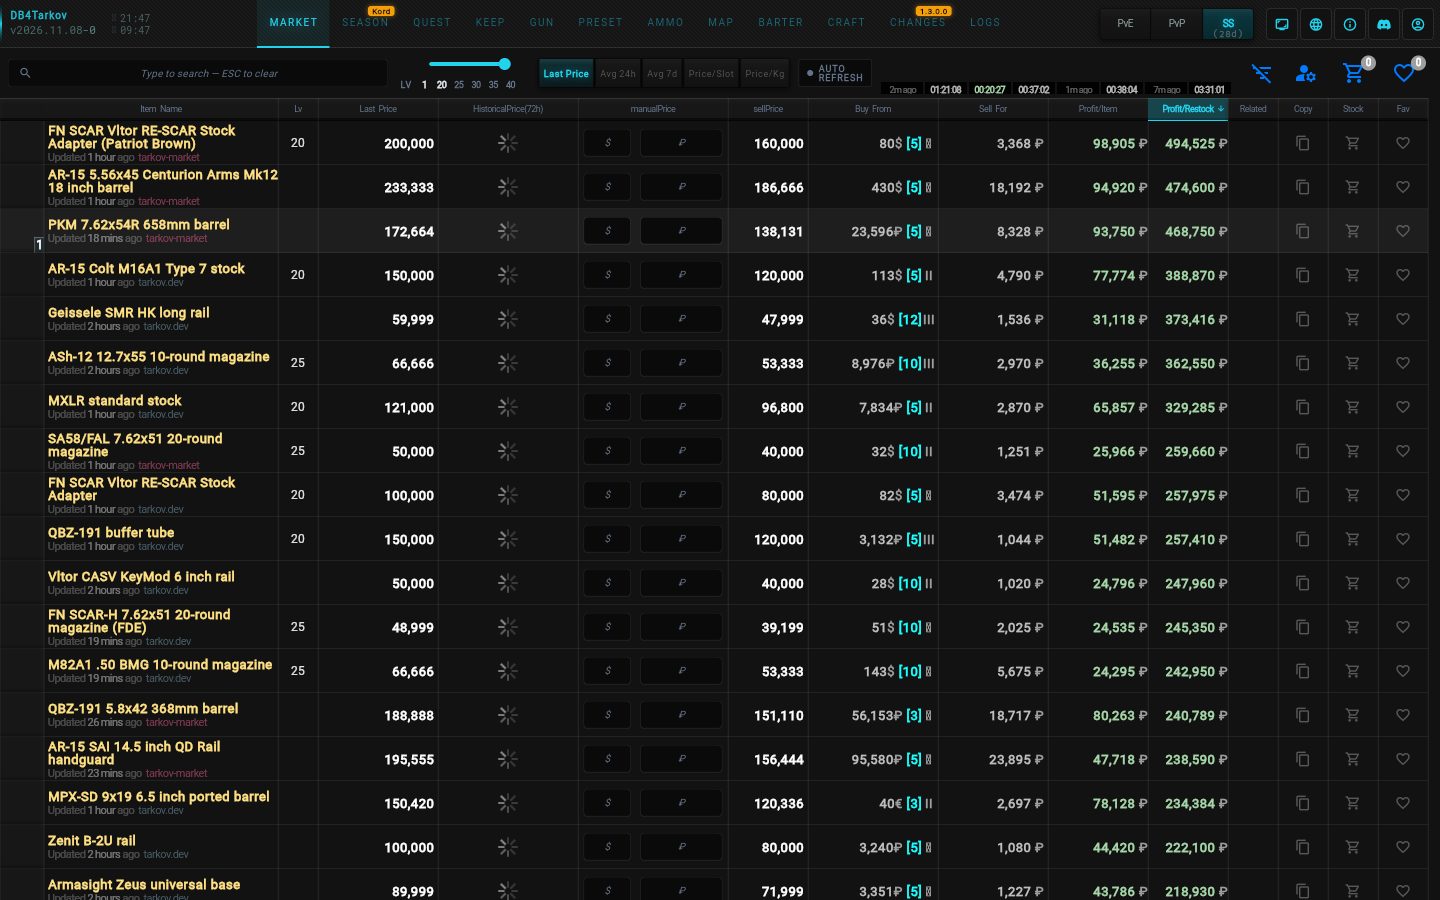 DB4Tarkov
v2026.11.08-0
21:47
09:47
MARKET
SEASON
Kord
QUEST
KEEP
GUN
PRESET
AMMO
MAP
BARTER
CRAFT
CHANGES
1.3.0.0
LOGS
PvE
PvP
SS
(28d)
Type to search — ESC to clear
LV 1 20 25 30 35 40
Last Price
Avg 24h
Avg 7d
Price/Slot
Price/Kg
AUTO
REFRESH
2m ago 01:21:08 00:20:27 00:37:02 1m ago 00:38:04 7m ago 03:31:01
0
0
Item Name Lv Last Price HistoricalPrice(72h) manualPrice sellPrice Buy From Sell For Profit/Item Profit/Restock Related Copy Stock Fav
FN SCAR Vltor RE-SCAR Stock
Adapter (Patriot Brown)
Updated 1 hour ago tarkov-market
20 200,000 $ ₽ 160,000 80$ [5] 3,368 ₽ 98,905 ₽ 494,525 ₽
AR-15 5.56x45 Centurion Arms Mk12
18 inch barrel
Updated 1 hour ago tarkov-market
233,333 $ ₽ 186,666 430$ [5] 18,192 ₽ 94,920 ₽ 474,600 ₽
PKM 7.62x54R 658mm barrel
Updated 18 mins ago tarkov-market
1
172,664 $ ₽ 138,131 23,596₽ [5] 8,328 ₽ 93,750 ₽ 468,750 ₽
AR-15 Colt M16A1 Type 7 stock
Updated 1 hour ago tarkov.dev
20 150,000 $ ₽ 120,000 113$ [5] II 4,790 ₽ 77,774 ₽ 388,870 ₽
Geissele SMR HK long rail
Updated 2 hours ago tarkov.dev
59,999 $ ₽ 47,999 36$ [12] III 1,536 ₽ 31,118 ₽ 373,416 ₽
ASh-12 12.7x55 10-round magazine
Updated 2 hours ago tarkov.dev
25 66,666 $ ₽ 53,333 8,976₽ [10] III 2,970 ₽ 36,255 ₽ 362,550 ₽
MXLR standard stock
Updated 1 hour ago tarkov.dev
20 121,000 $ ₽ 96,800 7,834₽ [5] II 2,870 ₽ 65,857 ₽ 329,285 ₽
SA58/FAL 7.62x51 20-round
magazine
Updated 1 hour ago tarkov-market
25 50,000 $ ₽ 40,000 32$ [10] II 1,251 ₽ 25,966 ₽ 259,660 ₽
FN SCAR Vltor RE-SCAR Stock
Adapter
Updated 1 hour ago tarkov.dev
20 100,000 $ ₽ 80,000 82$ [5] 3,474 ₽ 51,595 ₽ 257,975 ₽
QBZ-191 buffer tube
Updated 1 hour ago tarkov.dev
20 150,000 $ ₽ 120,000 3,132₽ [5] III 1,044 ₽ 51,482 ₽ 257,410 ₽
Vltor CASV KeyMod 6 inch rail
Updated 2 hours ago tarkov.dev
50,000 $ ₽ 40,000 28$ [10] II 1,020 ₽ 24,796 ₽ 247,960 ₽
FN SCAR-H 7.62x51 20-round
magazine (FDE)
Updated 19 mins ago tarkov.dev
25 48,999 $ ₽ 39,199 51$ [10] 2,025 ₽ 24,535 ₽ 245,350 ₽
M82A1 .50 BMG 10-round magazine
Updated 19 mins ago tarkov.dev
25 66,666 $ ₽ 53,333 143$ [10] 5,675 ₽ 24,295 ₽ 242,950 ₽
QBZ-191 5.8x42 368mm barrel
Updated 26 mins ago tarkov-market
188,888 $ ₽ 151,110 56,153₽ [3] 18,717 ₽ 80,263 ₽ 240,789 ₽
AR-15 SAI 14.5 inch QD Rail
handguard
Updated 23 mins ago tarkov-market
195,555 $ ₽ 156,444 95,580₽ [5] 23,895 ₽ 47,718 ₽ 238,590 ₽
MPX-SD 9x19 6.5 inch ported barrel
Updated 1 hour ago tarkov.dev
150,420 $ ₽ 120,336 40€ [3] II 2,697 ₽ 78,128 ₽ 234,384 ₽
Zenit B-2U rail
Updated 2 hours ago tarkov.dev
100,000 $ ₽ 80,000 3,240₽ [5] 1,080 ₽ 44,420 ₽ 222,100 ₽
Armasight Zeus universal base
Updated 2 hours ago tarkov.dev
89,999 $ ₽ 71,999 3,351₽ [5] 1,227 ₽ 43,786 ₽ 218,930 ₽